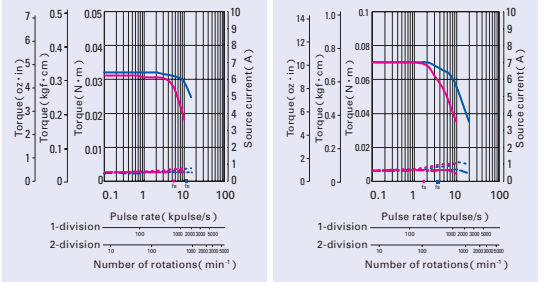 7
6
5
4
3
2
1
0
Torque(oz・in)
0.5
0.4
0.3
0.2
0.1
0
Torque(kgf・cm)
0.05
0.04
0.03
0.02
0.01
0
Torque(N・m)
10
9
8
7
6
5
4
3
2
1
0
Source current(A)
fs fs
0.1 1 10 100
Pulse rate(kpulse/s)
1-division
100 1000 2000 3000 5000
2-division
10 100 1000 2000 3000 5000
Number of rotations(min⁻¹)
14
12
10
8
6
4
2
0
Torque(oz・in)
1.0
0.8
0.6
0.4
0.2
0
Torque(kgf・cm)
0.1
0.08
0.06
0.04
0.02
0
Torque(N・m)
10
9
8
7
6
5
4
3
2
1
0
Source current(A)
fs fs
0.1 1 10 100
Pulse rate(kpulse/s)
1-division
100 1000 2000 3000 5000
2-division
10 100 1000 2000 3000 5000
Number of rotations(min⁻¹)